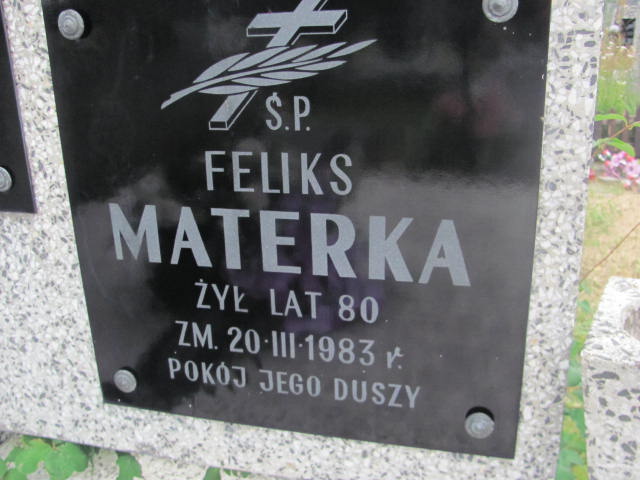 Ś.P.
FELIKS
MATERKA
ŻYŁ LAT 80
ZM. 20·III·1983 r.
POKÓJ JEGO DUSZY